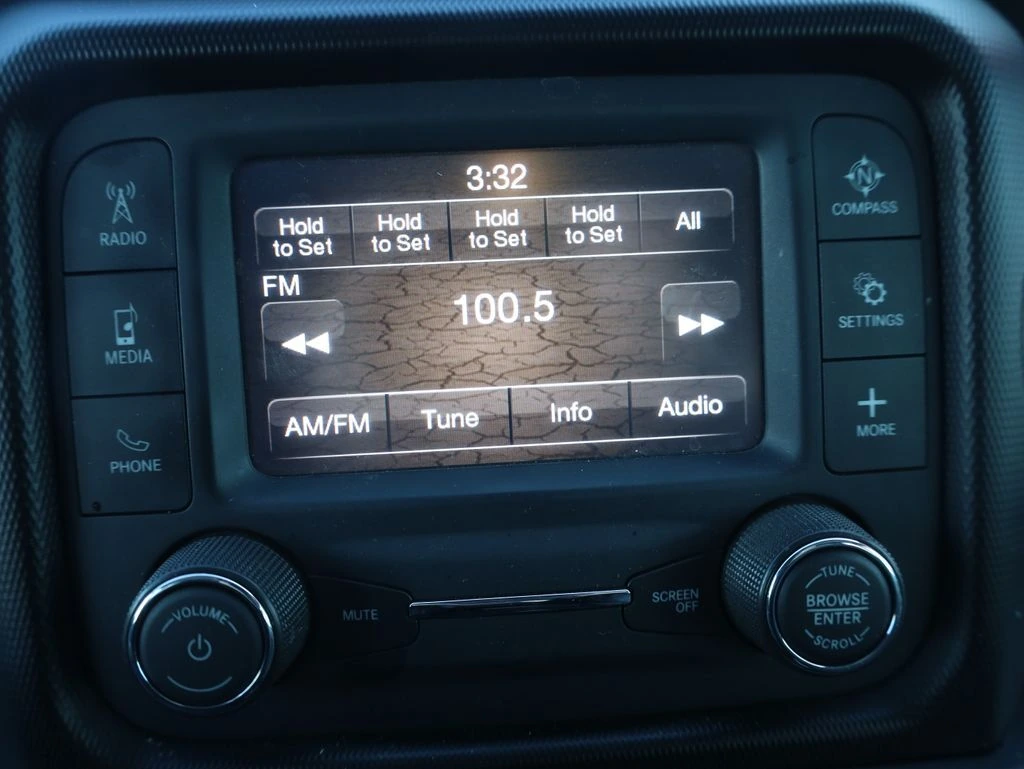 3:32
Hold
to Set
Hold
to Set
Hold
to Set
Hold
to Set
All
FM
100.5
AM/FM
Tune
Info
Audio
RADIO
MEDIA
PHONE
N
COMPASS
SETTINGS
MORE
VOLUME
MUTE
SCREEN
OFF
TUNE
BROWSE
ENTER
SCROLL